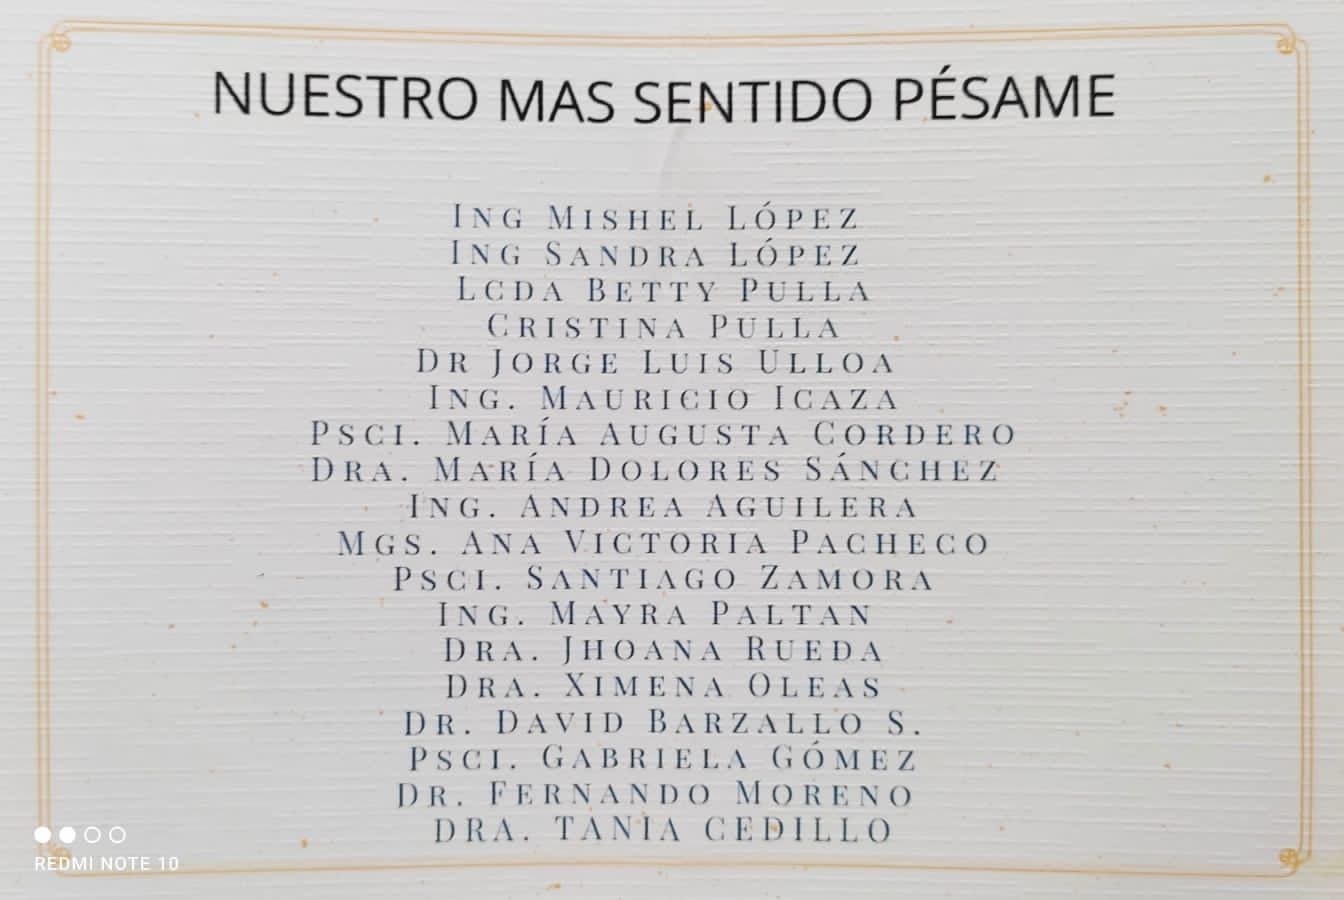 NUESTRO MAS SENTIDO PÉSAME
ING MISHEL LÓPEZ
ING SANDRA LÓPEZ
LCDA BETTY PULLA
CRISTINA PULLA
DR JORGE LUIS ULLOA
ING. MAURICIO ICAZA
PSCI. MARÍA AUGUSTA CORDERO
DRA. MARÍA DOLORES SÁNCHEZ
ING. ANDREA AGUILERA
MGS. ANA VICTORIA PACHECO
PSCI. SANTIAGO ZAMORA
ING. MAYRA PALTAN
DRA. JHOANA RUEDA
DRA. XIMENA OLEAS
DR. DAVID BARZALLO S.
PSCI. GABRIELA GÓMEZ
DR. FERNANDO MORENO
DRA. TANIA CEDILLO
REDMI NOTE 10